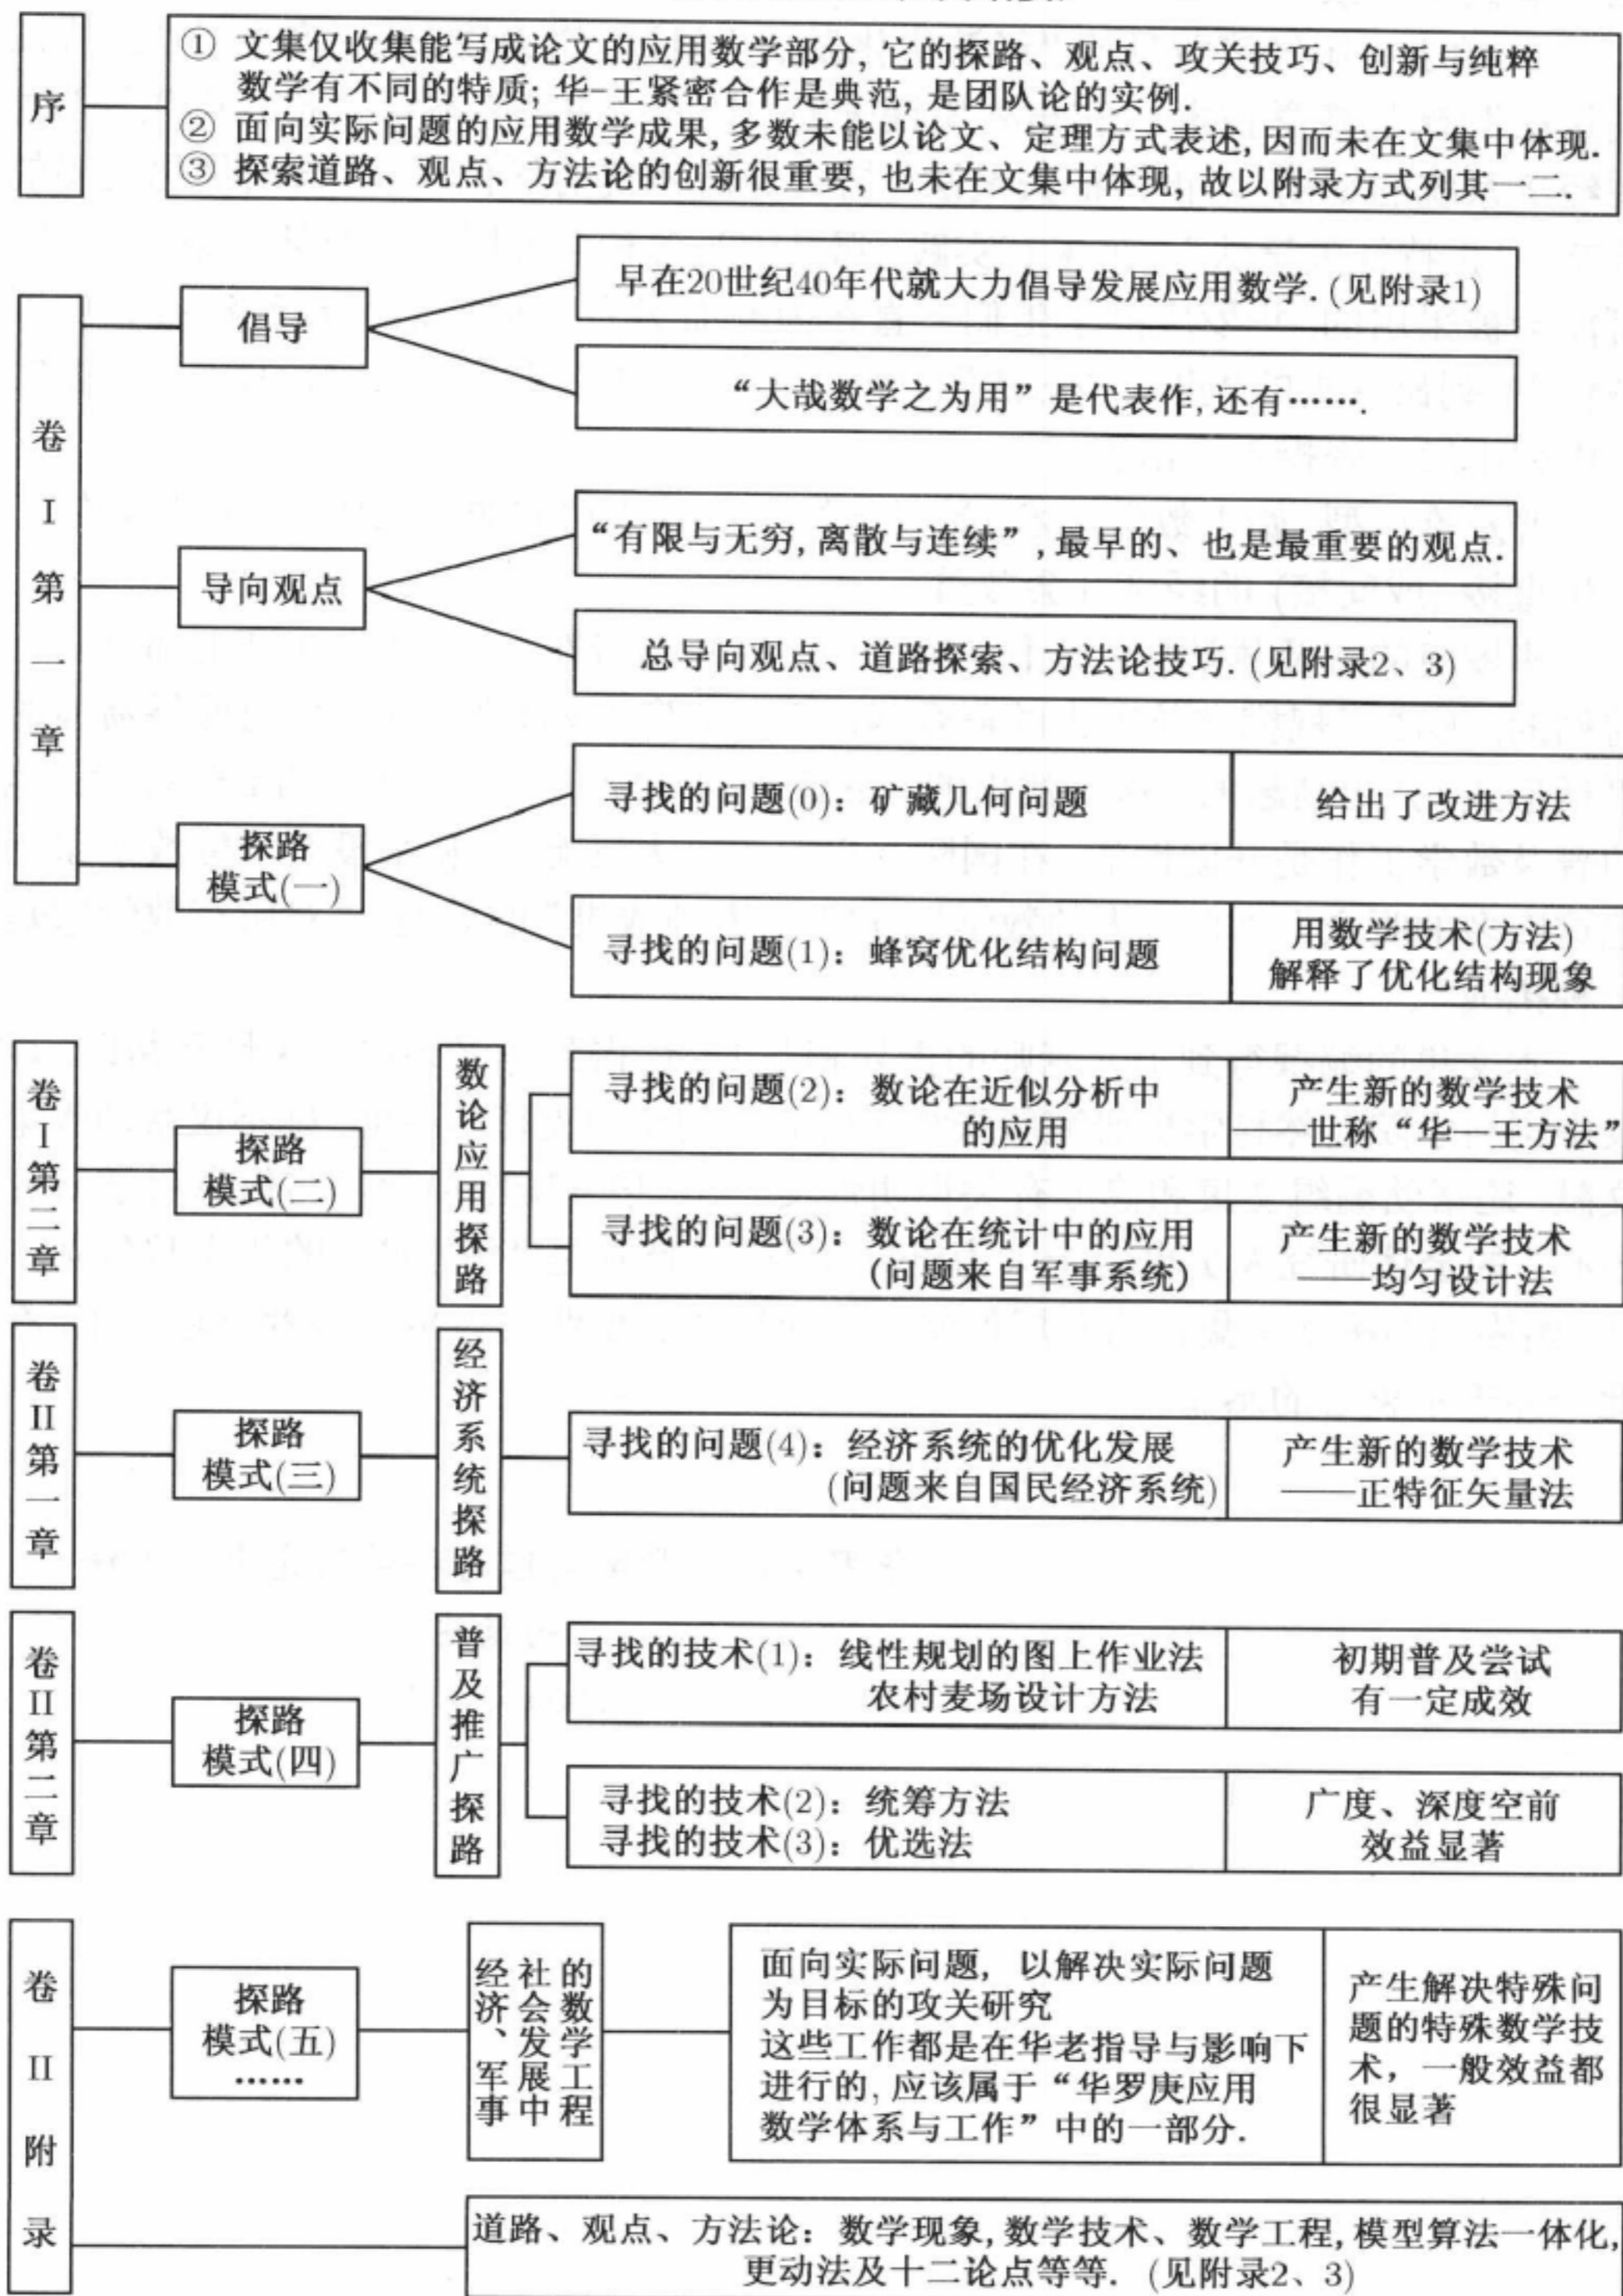 序
① 文集仅收集能写成论文的应用数学部分, 它的探路、观点、攻关技巧、创新与纯粹
数学有不同的特质; 华-王紧密合作是典范, 是团队论的实例.
② 面向实际问题的应用数学成果, 多数未能以论文、定理方式表述, 因而未在文集中体现.
③ 探索道路、观点、方法论的创新很重要, 也未在文集中体现, 故以附录方式列其一二.
卷I第一章
倡导
早在20世纪40年代就大力倡导发展应用数学. (见附录1)
“大哉数学之为用”是代表作, 还有…….
导向观点
“有限与无穷, 离散与连续”, 最早的、也是最重要的观点.
总导向观点、道路探索、方法论技巧. (见附录2、3)
探路
模式(一)
寻找的问题(0)：矿藏几何问题
给出了改进方法
寻找的问题(1)：蜂窝优化结构问题
用数学技术(方法)
解释了优化结构现象
卷I第二章
探路
模式(二)
数论应用探路
寻找的问题(2)：数论在近似分析中
的应用
产生新的数学技术
—世称“华—王方法”
寻找的问题(3)：数论在统计中的应用
(问题来自军事系统)
产生新的数学技术
——均匀设计法
卷II第一章
探路
模式(三)
经济系统探路
寻找的问题(4)：经济系统的优化发展
(问题来自国民经济系统)
产生新的数学技术
——正特征矢量法
卷II第二章
探路
模式(四)
普及推广探路
寻找的技术(1)：线性规划的图上作业法
农村麦场设计方法
初期普及尝试
有一定成效
寻找的技术(2)：统筹方法
寻找的技术(3)：优选法
广度、深度空前
效益显著
卷II附录
探路
模式(五)
……
经济、军事
社会发展中
的数学工程
面向实际问题, 以解决实际问题
为目标的攻关研究
这些工作都是在华老指导与影响下
进行的, 应该属于“华罗庚应用
数学体系与工作”中的一部分.
产生解决特殊问
题的特殊数学技
术, 一般效益都
很显著
道路、观点、方法论：数学现象, 数学技术、数学工程, 模型算法一体化,
更动法及十二论点等等. (见附录2、3)